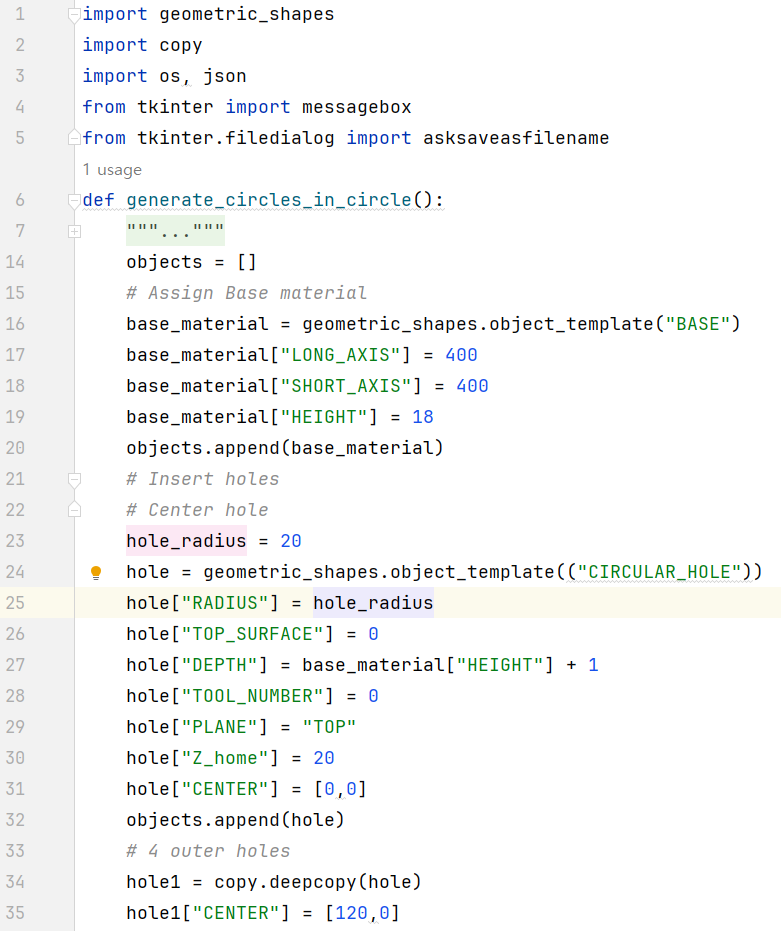 1 import geometric_shapes
2 import copy
3 import os, json
4 from tkinter import messagebox
5 from tkinter.filedialog import asksaveasfilename
1 usage
6 def generate_circles_in_circle():
7     """..."""
14     objects = []
15     # Assign Base material
16     base_material = geometric_shapes.object_template("BASE")
17     base_material["LONG_AXIS"] = 400
18     base_material["SHORT_AXIS"] = 400
19     base_material["HEIGHT"] = 18
20     objects.append(base_material)
21     # Insert holes
22     # Center hole
23     hole_radius = 20
24     hole = geometric_shapes.object_template(("CIRCULAR_HOLE"))
25     hole["RADIUS"] = hole_radius
26     hole["TOP_SURFACE"] = 0
27     hole["DEPTH"] = base_material["HEIGHT"] + 1
28     hole["TOOL_NUMBER"] = 0
29     hole["PLANE"] = "TOP"
30     hole["Z_home"] = 20
31     hole["CENTER"] = [0,0]
32     objects.append(hole)
33     # 4 outer holes
34     hole1 = copy.deepcopy(hole)
35     hole1["CENTER"] = [120,0]